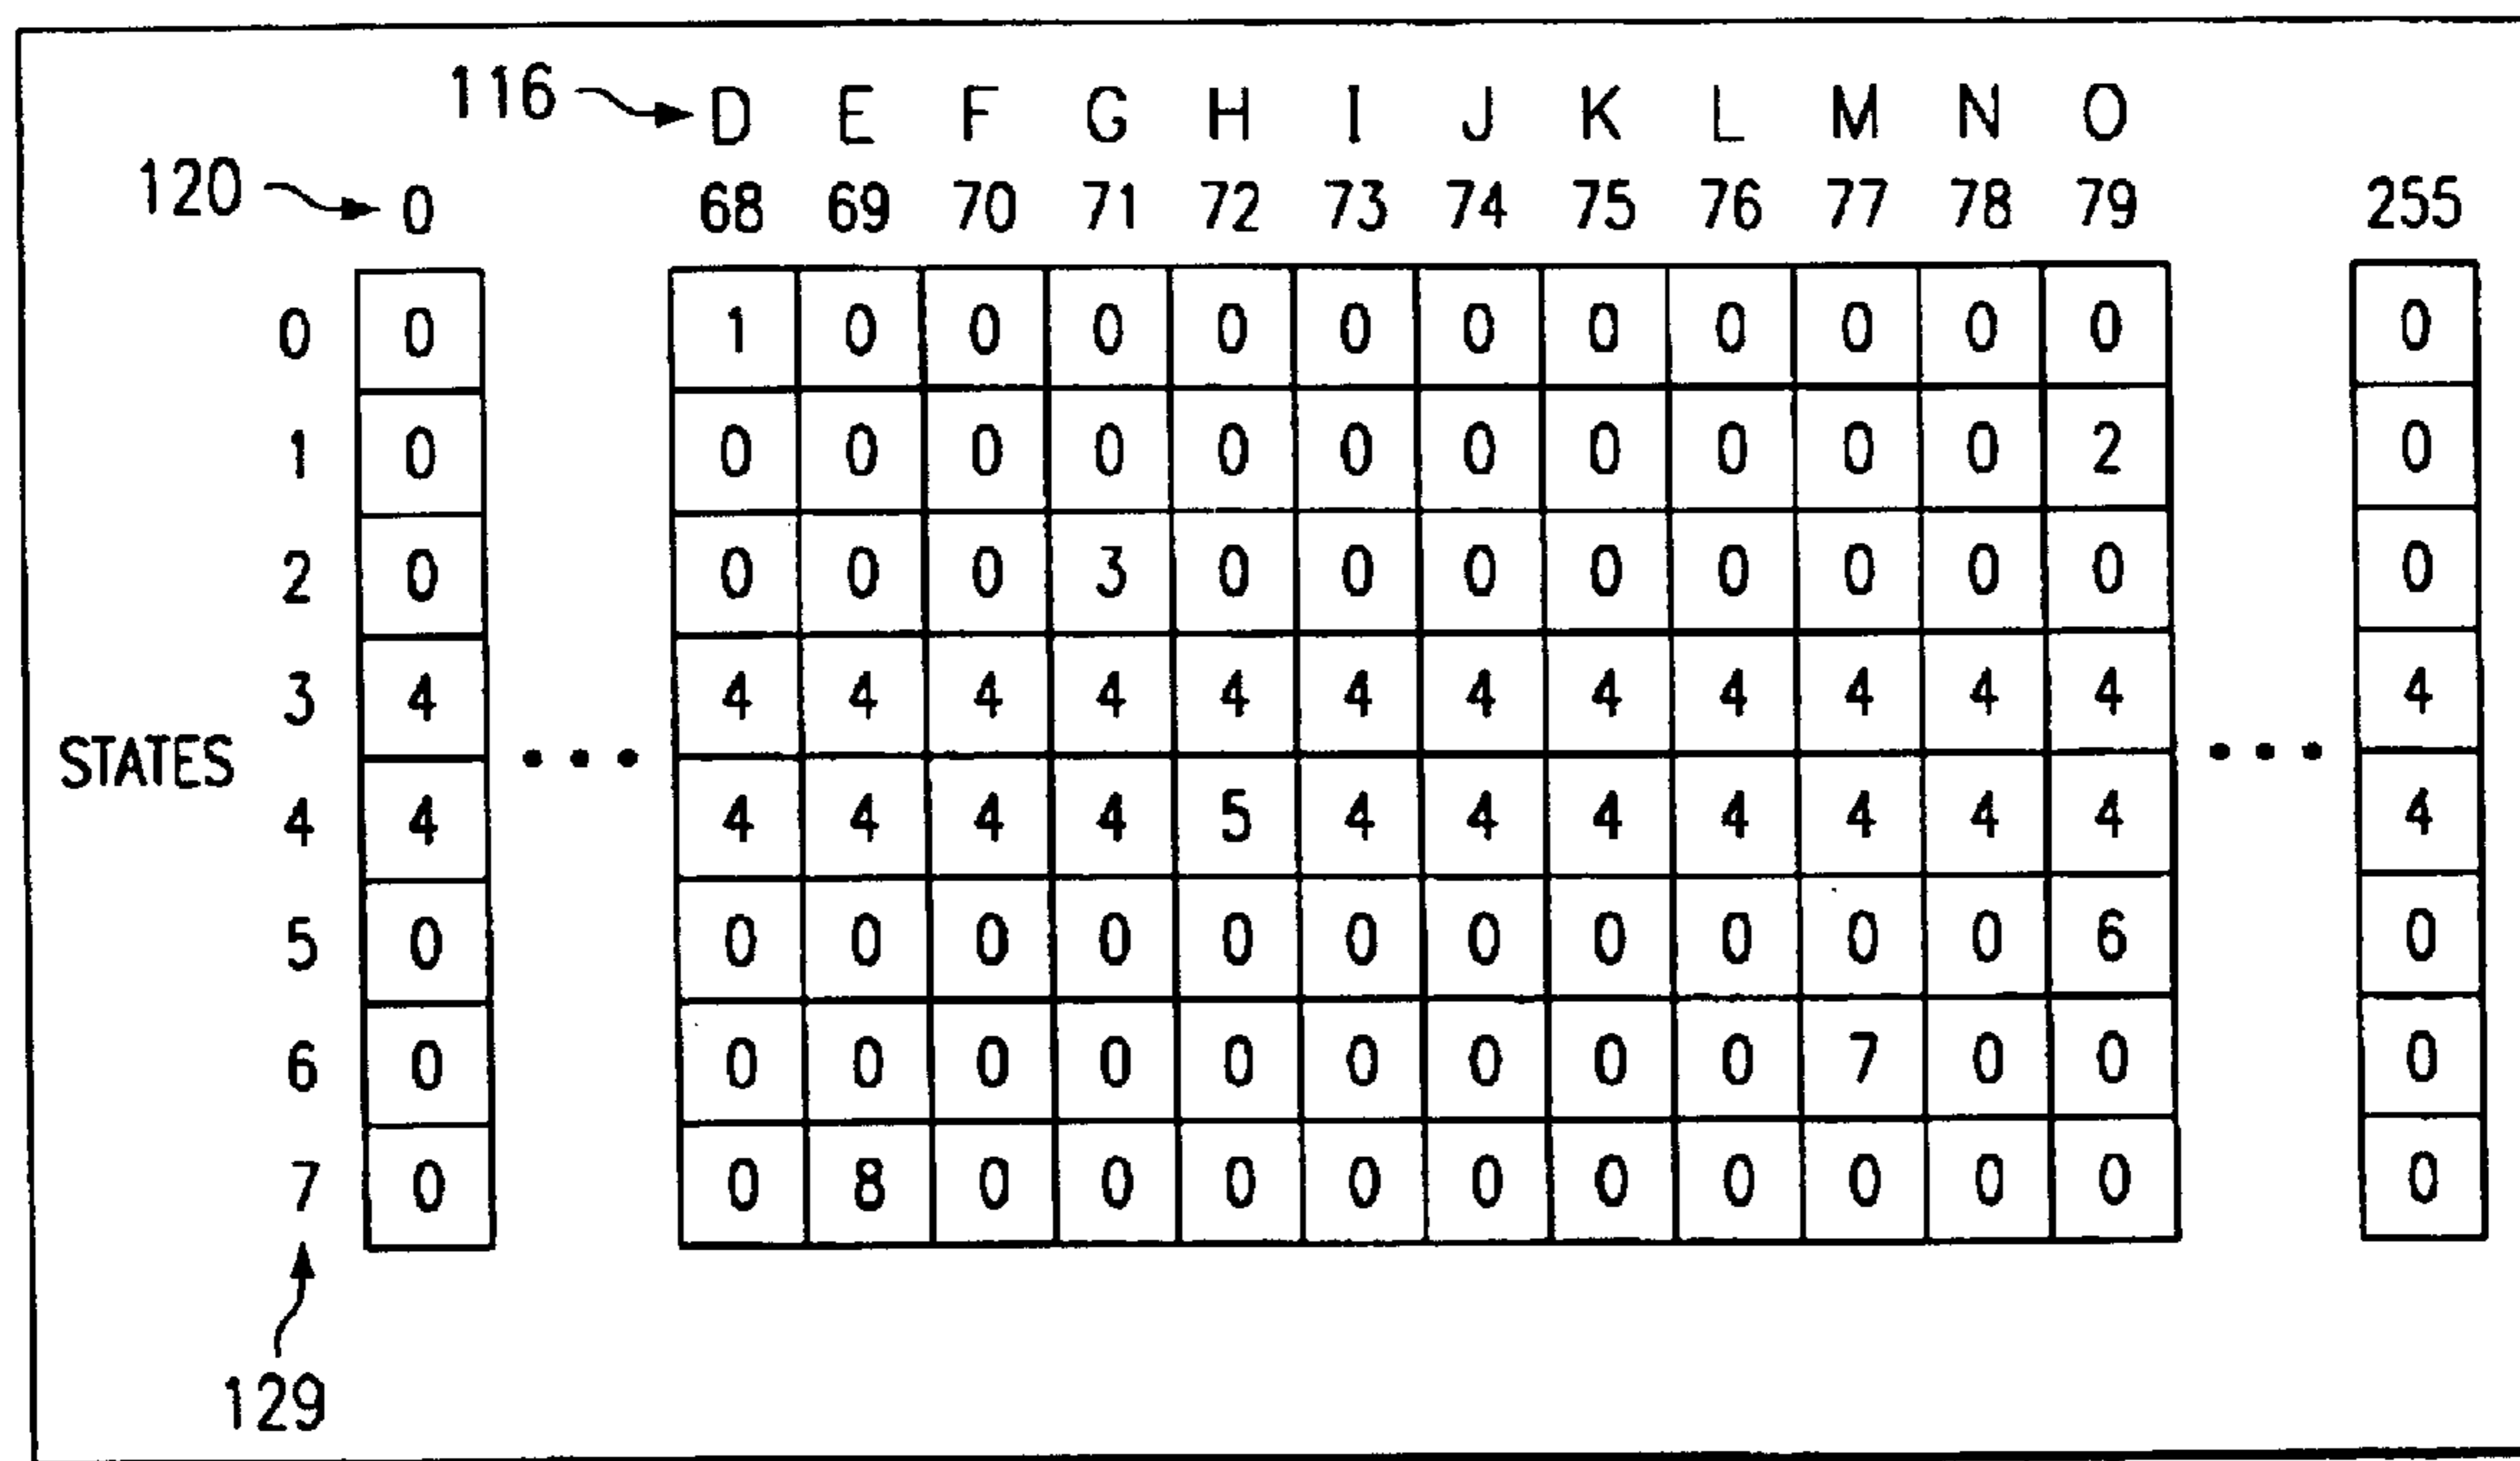 116 D E F G H I J K L M N O
120 0 68 69 70 71 72 73 74 75 76 77 78 79 255
0 0 1 0 0 0 0 0 0 0 0 0 0 0 0
1 0 0 0 0 0 0 0 0 0 0 0 0 2 0
2 0 0 0 0 3 0 0 0 0 0 0 0 0 0
3 4 4 4 4 4 4 4 4 4 4 4 4 4 4
STATES • • • • • •
4 4 4 4 4 4 5 4 4 4 4 4 4 4 4
5 0 0 0 0 0 0 0 0 0 0 0 0 6 0
6 0 0 0 0 0 0 0 0 0 0 7 0 0 0
7 0 0 8 0 0 0 0 0 0 0 0 0 0 0
129